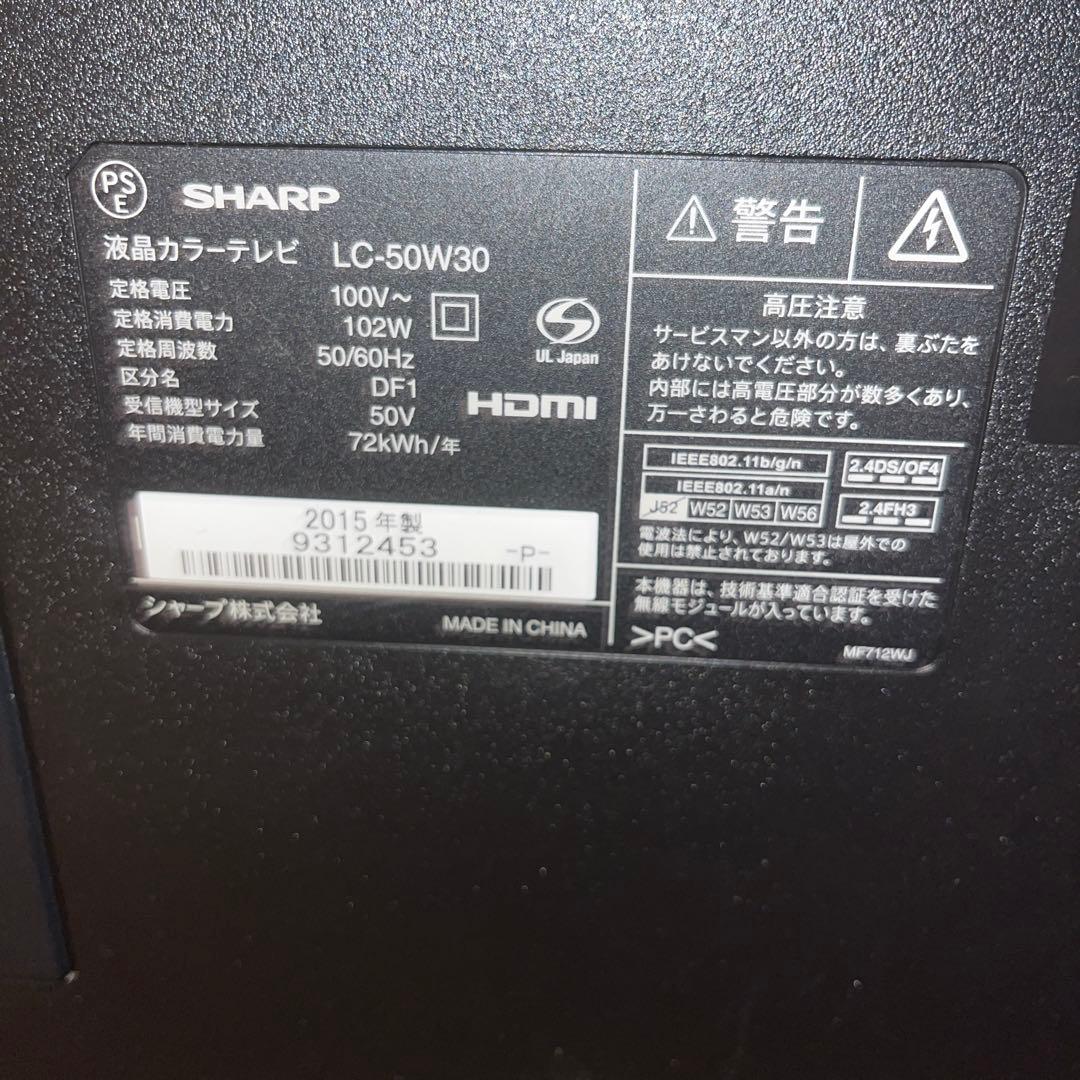 PS E
SHARP
液晶カラーテレビ LC-50W30
定格電圧 100V~
定格消費電力 102W
定格周波数 50/60Hz
区分名 DF1
受信機型サイズ 50V
年間消費電力量 72kWh/年
UL Japan
HDMI
2015年製
9312453 -P-
シャープ株式会社
MADE IN CHINA
警告
高圧注意
サービスマン以外の方は、裏ぶたを
あけないでください。
内部には高電圧部分が数多くあり、
万一さわると危険です。
IEEE802.11b/g/n
IEEE802.11a/n
J52 W52 W53 W56
2.4DS/OF4
2.4FH3
電波法により、W52/W53は屋外での
使用は禁止されております。
本機器は、技術基準適合認証を受けた
無線モジュールが入っています。
>PC<
MF712WJ